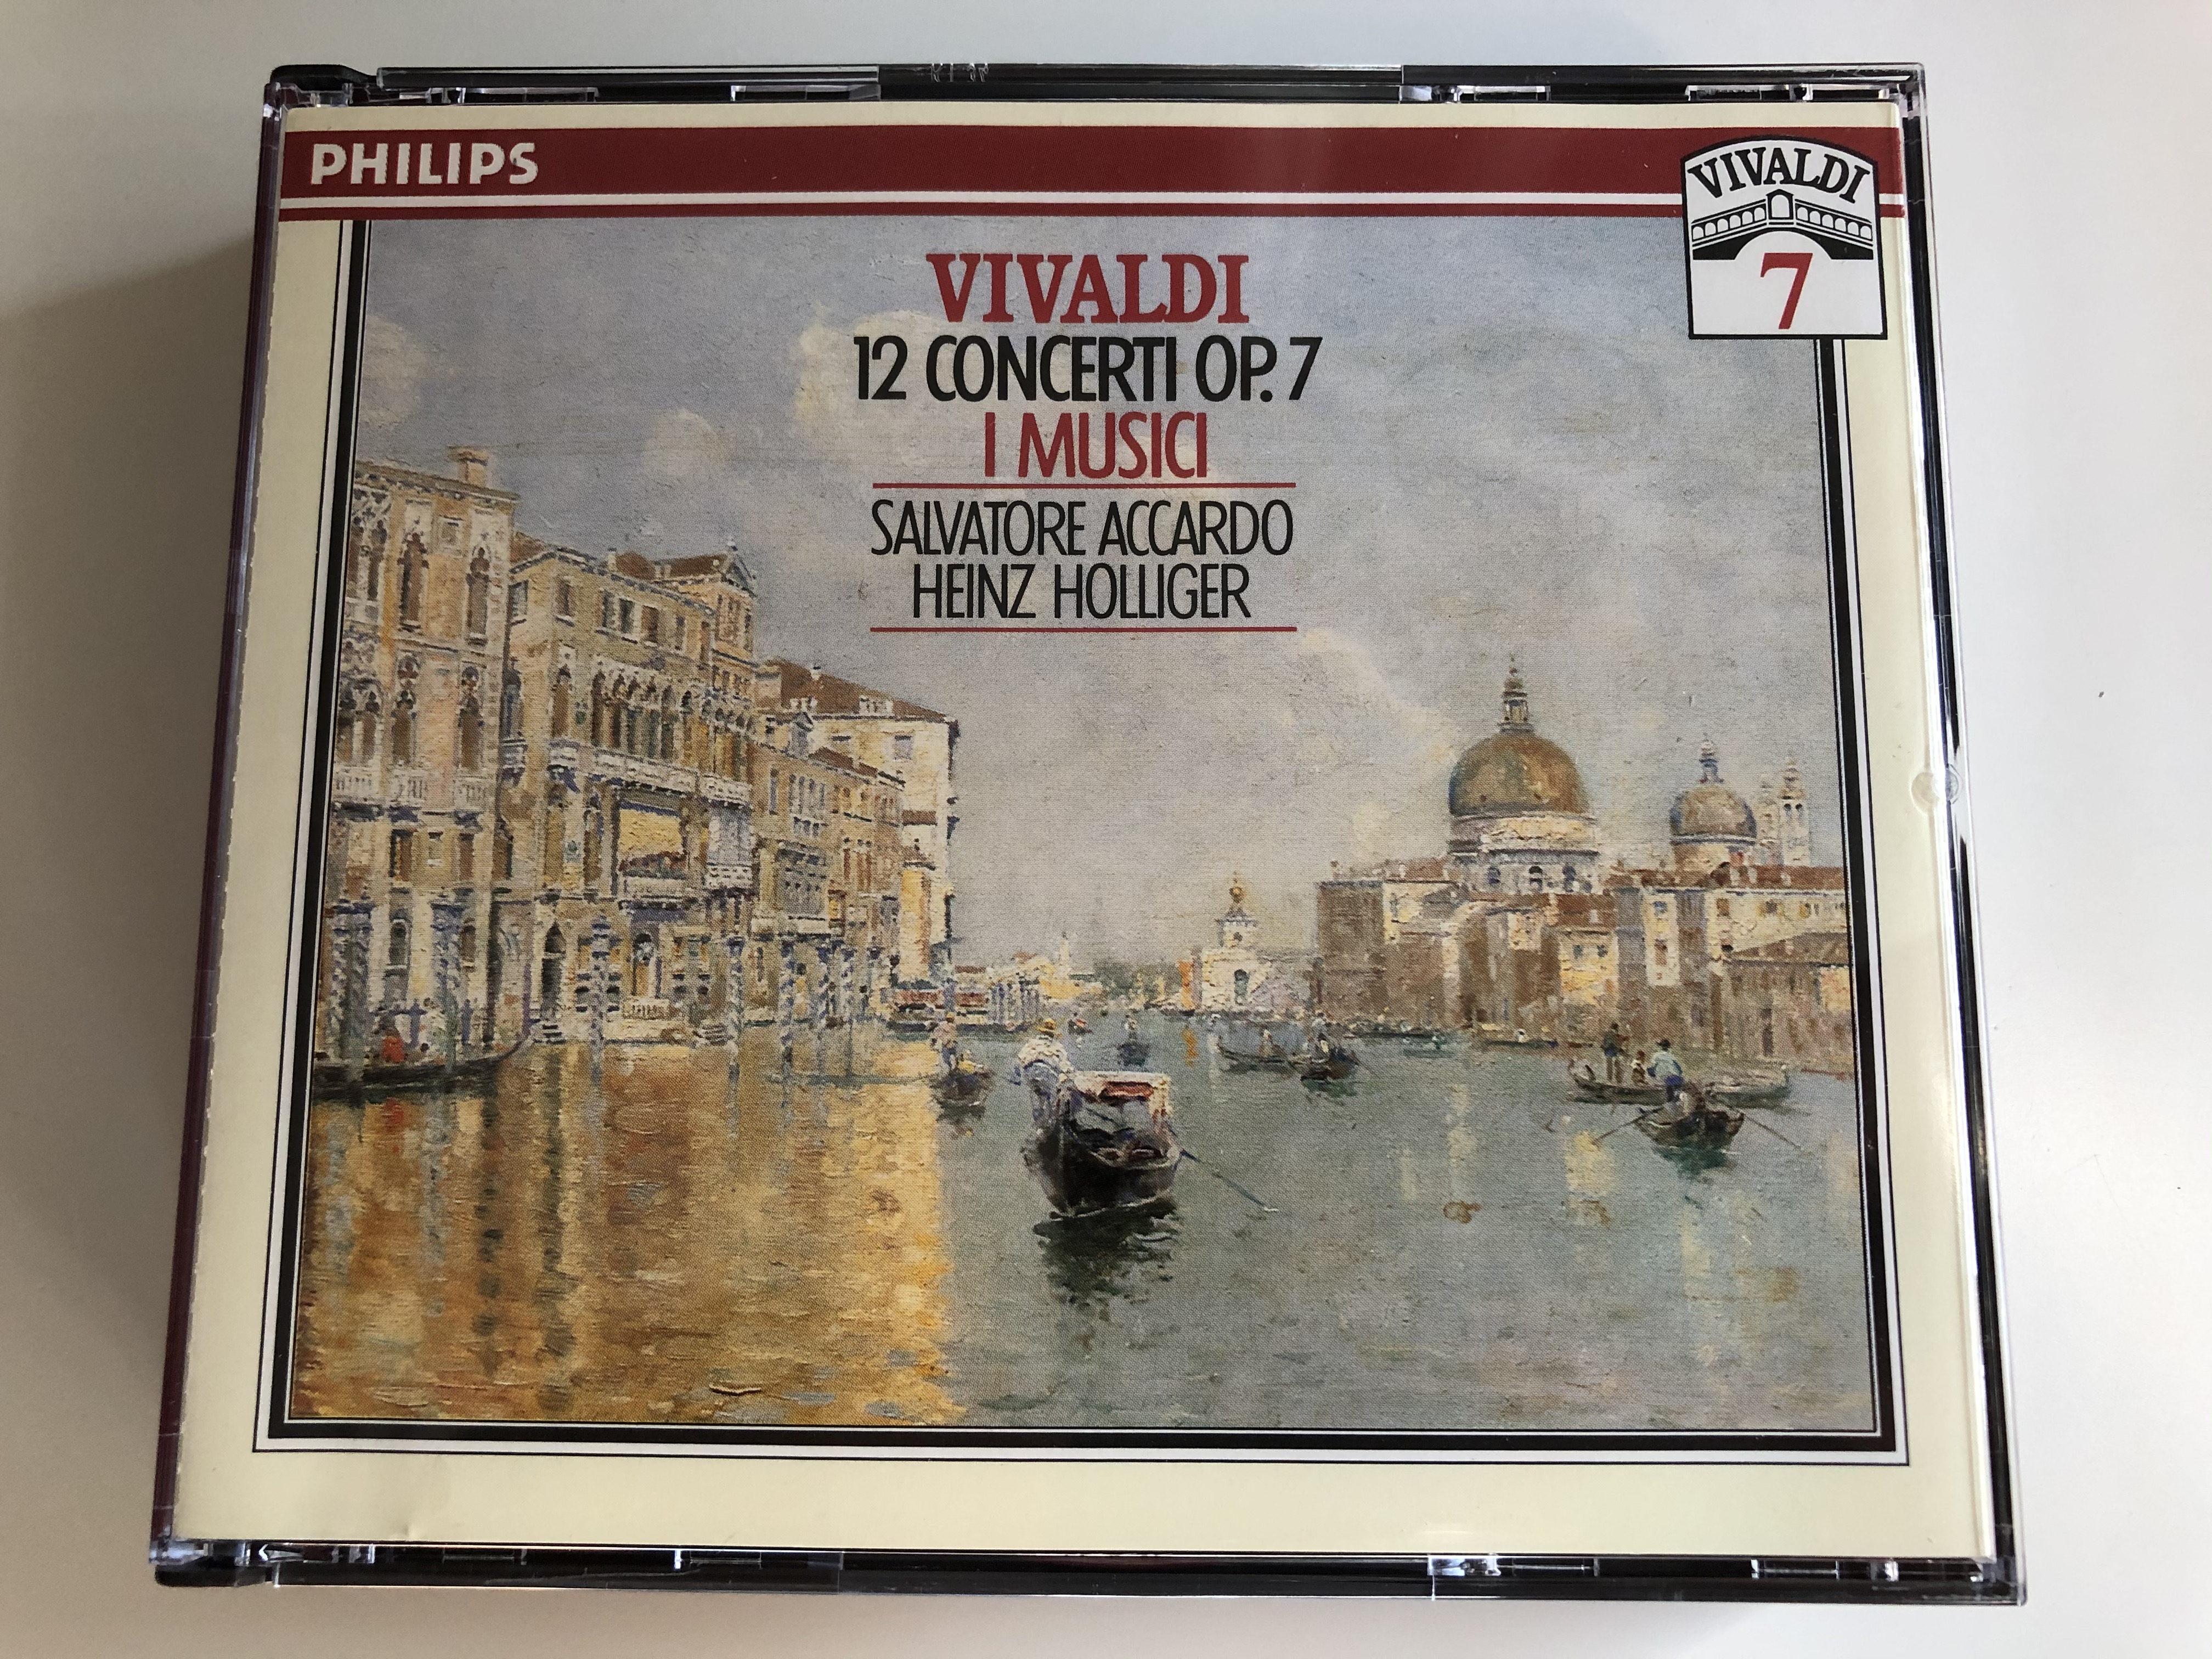 PHILIPS
VIVALDI
7
VIVALDI
12 CONCERTI OP. 7
I MUSICI
SALVATORE ACCARDO
HEINZ HOLLIGER